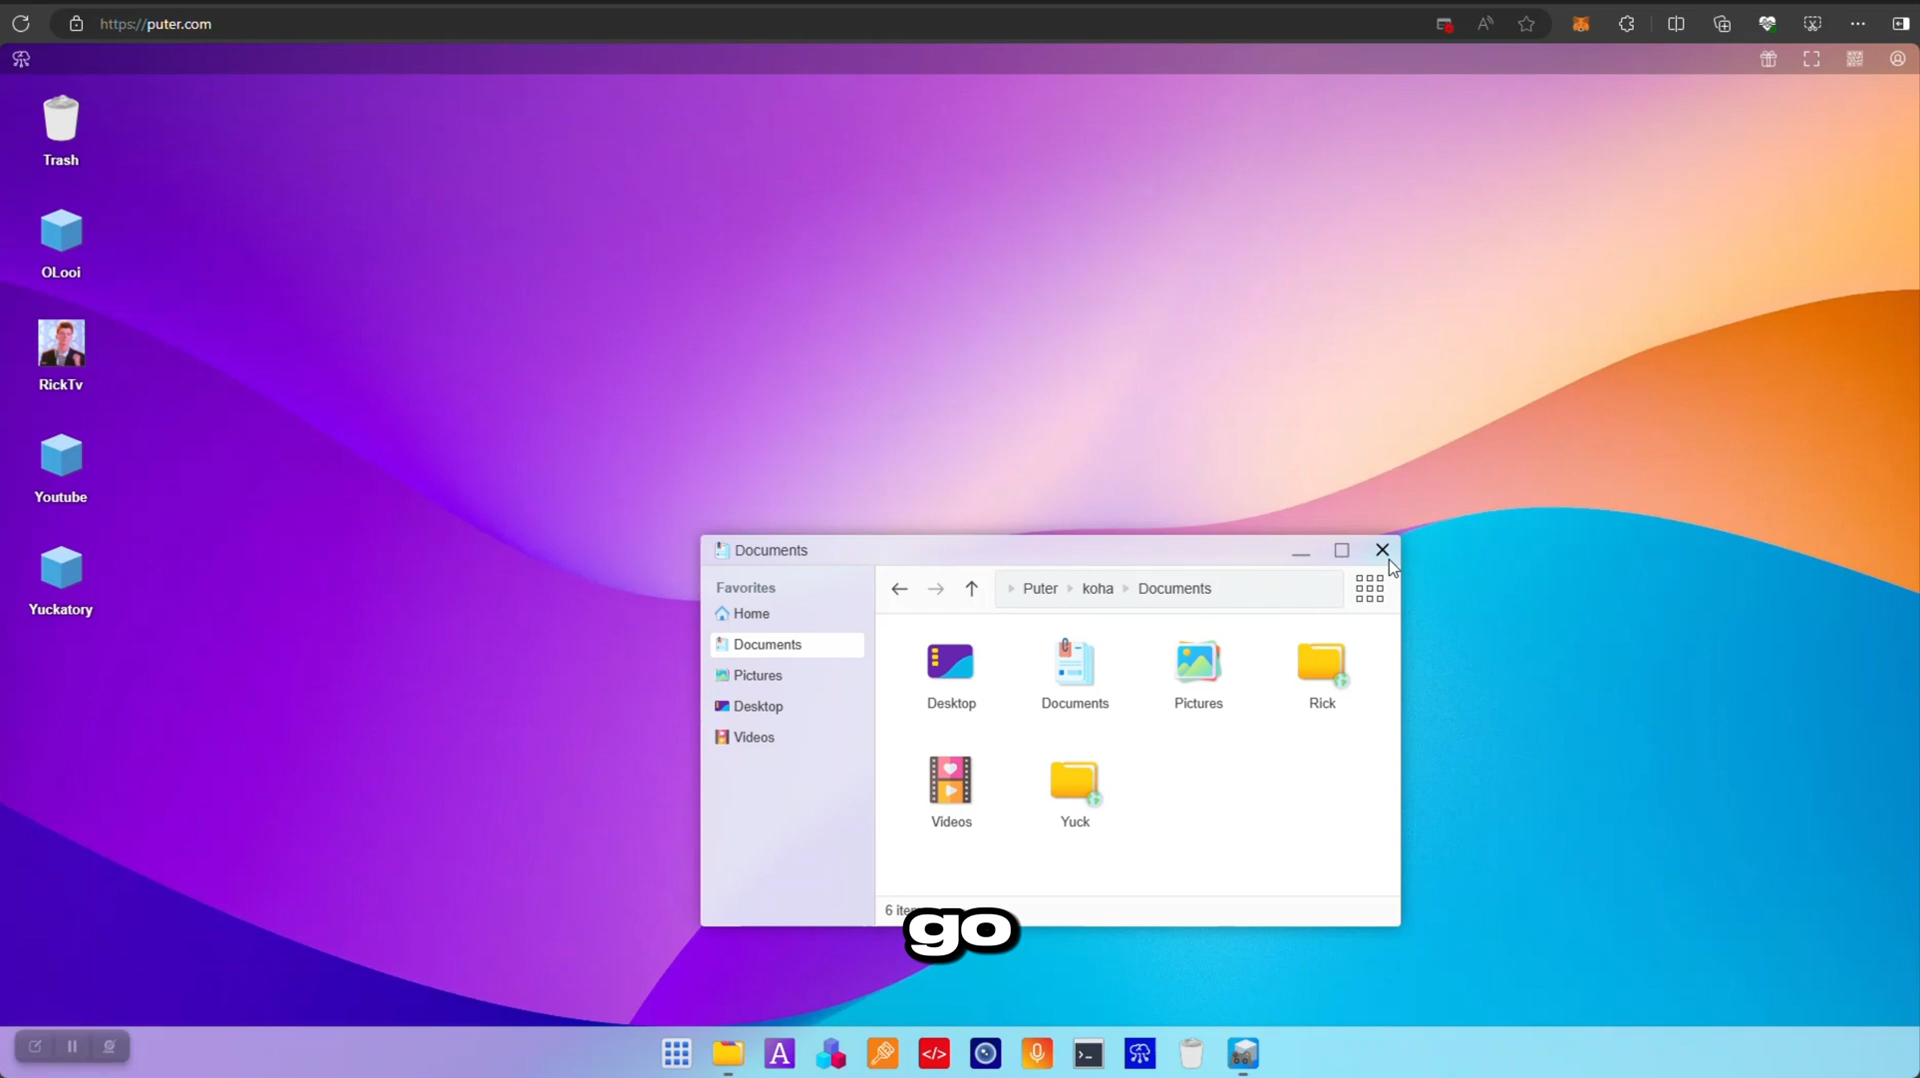 https://puter.com
Trash
OLooi
RickTv
Youtube
Yuckatory
Documents
Favorites
Home
Documents
Pictures
Desktop
Videos
Puter
koha
Documents
Desktop
Documents
Pictures
Rick
Videos
Yuck
6
go